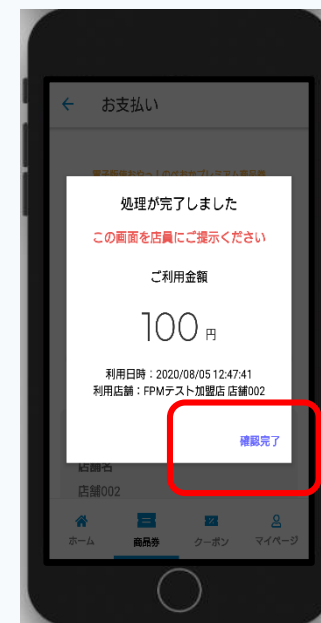 ← お支払い
処理が完了しました
この画面を店員にご提示ください
ご利用金額
100 円
利用日時：2020/08/05 12:47:41
利用店舗：FPMテスト加盟店 店舗002
確認完了
店舗名
店舗002
ホーム 商品券 クーポン マイページ